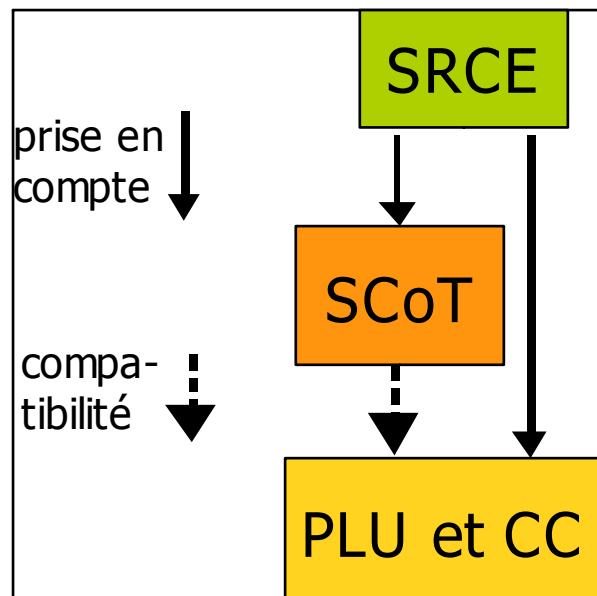 SRCE
prise en
compte
SCoT
compa-
tibilité
PLU et CC